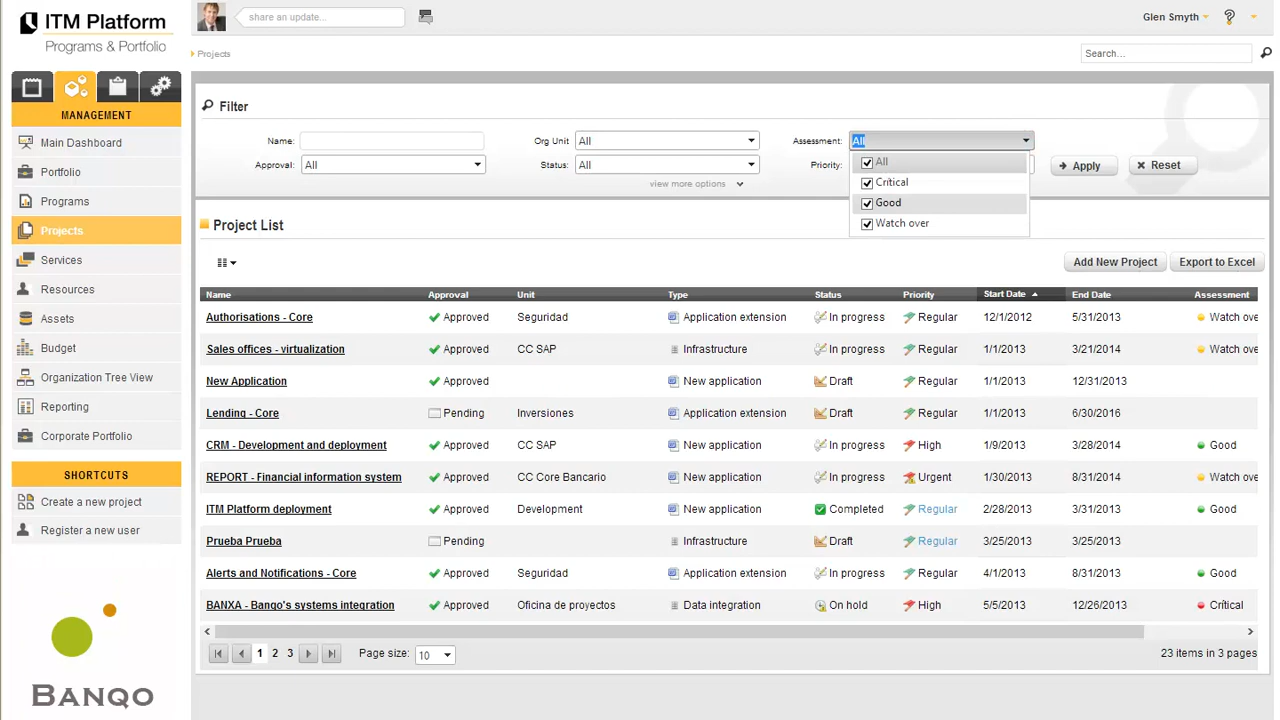 ITM Platform
Programs & Portfolio
share an update...
Glen Smyth
?
Projects
Search...
MANAGEMENT
Main Dashboard
Portfolio
Programs
Projects
Services
Resources
Assets
Budget
Organization Tree View
Reporting
Corporate Portfolio
SHORTCUTS
Create a new project
Register a new user
BANQO
Filter
Name: Org Unit All Assessment: All
Approval: All Status: All Priority: Apply Reset
view more options
All
Crítical
Good
Watch over
Project List
Add New Project Export to Excel
Name Approval Unit Type Status Priority Start Date End Date Assessment
Authorisations - Core Approved Seguridad Application extension In progress Regular 12/1/2012 5/31/2013 Watch ove
Sales offices - virtualization Approved CC SAP Infrastructure In progress Regular 1/1/2013 3/21/2014 Watch ove
New Application Approved New application Draft Regular 1/1/2013 12/31/2013
Lending - Core Pending Inversiones Application extension Draft Regular 1/1/2013 6/30/2016
CRM - Development and deployment Approved CC SAP New application In progress High 1/9/2013 3/28/2014 Good
REPORT - Financial information system Approved CC Core Bancario New application In progress Urgent 1/30/2013 8/31/2014 Watch ove
ITM Platform deployment Approved Development New application Completed Regular 2/28/2013 3/31/2013 Good
Prueba Prueba Pending Infrastructure Draft Regular 3/25/2013 3/25/2013
Alerts and Notifications - Core Approved Seguridad Application extension In progress Regular 4/1/2013 8/31/2013 Good
BANXA - Banqo's systems integration Approved Oficina de proyectos Data integration On hold High 5/5/2013 12/26/2013 Crítical
1 2 3 Page size: 10 23 items in 3 pages